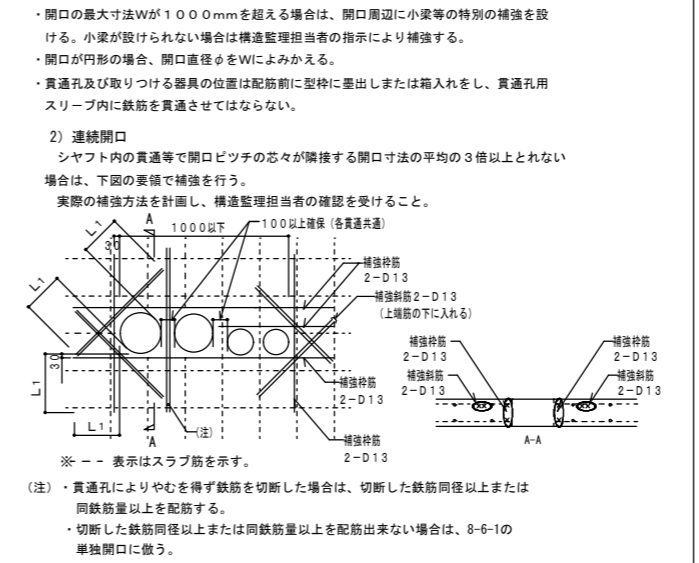 ・開口の最大寸法Wが１０００mmを超える場合は、開口周辺に小梁等の特別の補強を設
ける。小梁が設けられない場合は構造監理担当者の指示により補強する。
・開口が円形の場合、開口直径φをWによみかえる。
・貫通孔及び取りつける器具の位置は配筋前に型枠に墨出しまたは箱入れをし、貫通孔用
スリーブ内に鉄筋を貫通させてはならない。
2）連続開口
シヤフト内の貫通等で開口ピツチの芯々が隣接する開口寸法の平均の３倍以上とれない
場合は、下図の要領で補強を行う。
実際の補強方法を計画し、構造監理担当者の確認を受けること。
L1
30
A
1000以下
100以上確保（各貫通共通）
補強枠筋
2-D13
補強斜筋2-D13
（上端筋の下に入れる）
L1
30
L1
L1
A
（注）
補強枠筋
2-D13
補強枠筋
2-D13
補強枠筋
2-D13
補強斜筋
2-D13
補強枠筋
2-D13
補強斜筋
2-D13
A-A
※- - - 表示はスラブ筋を示す。
（注）・貫通孔によりやむを得ず鉄筋を切断した場合は、切断した鉄筋同径以上または
同鉄筋量以上を配筋する。
・切断した鉄筋同径以上または同鉄筋量以上を配筋出来ない場合は、8-6-1の
単独開口に倣う。